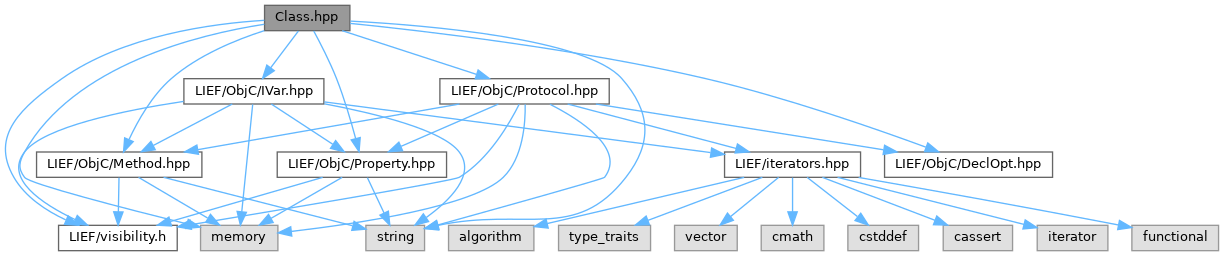 Class.hpp
LIEF/ObjC/IVar.hpp
LIEF/ObjC/Protocol.hpp
LIEF/ObjC/Method.hpp
LIEF/ObjC/Property.hpp
LIEF/iterators.hpp
LIEF/ObjC/DeclOpt.hpp
LIEF/visibility.h
memory
string
algorithm
type_traits
vector
cmath
cstddef
cassert
iterator
functional